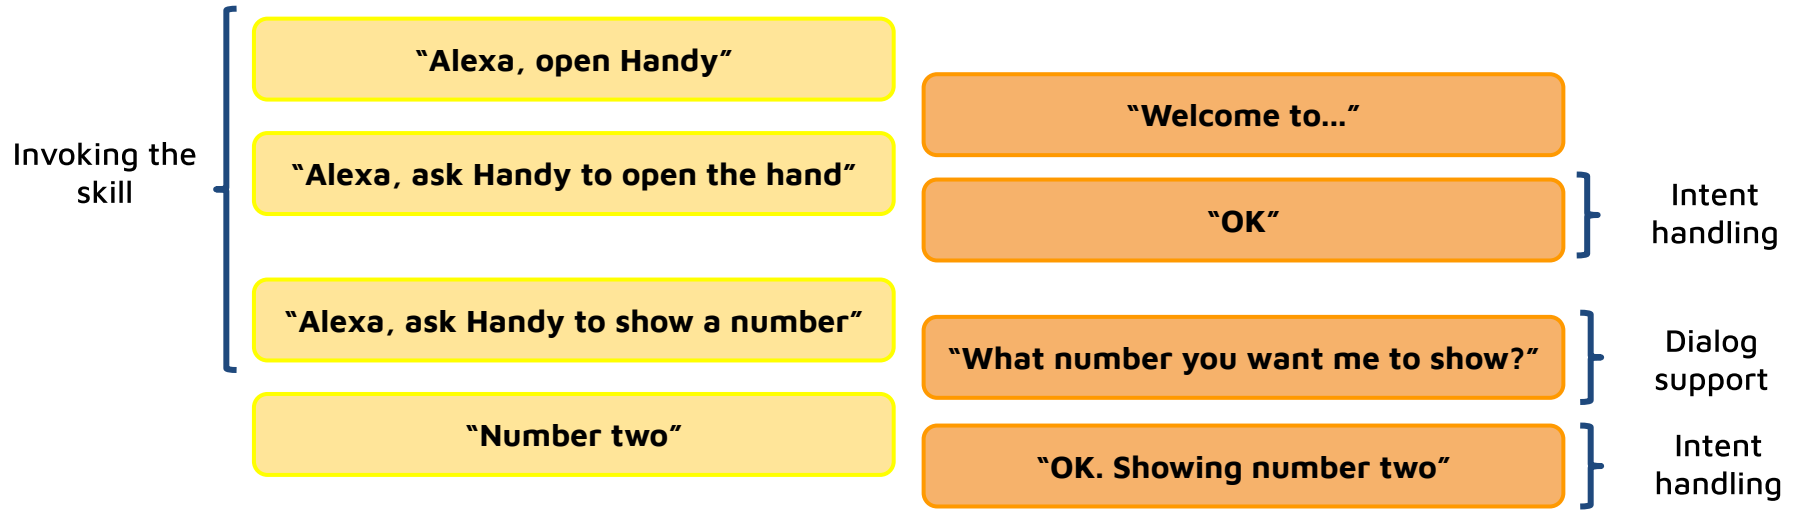 “Alexa, open Handy”
“Welcome to...”
Invoking the
skill
“Alexa, ask Handy to open the hand”
“OK”
Intent
handling
“Alexa, ask Handy to show a number”
“What number you want me to show?”
Dialog
support
“Number two”
“OK. Showing number two”
Intent
handling